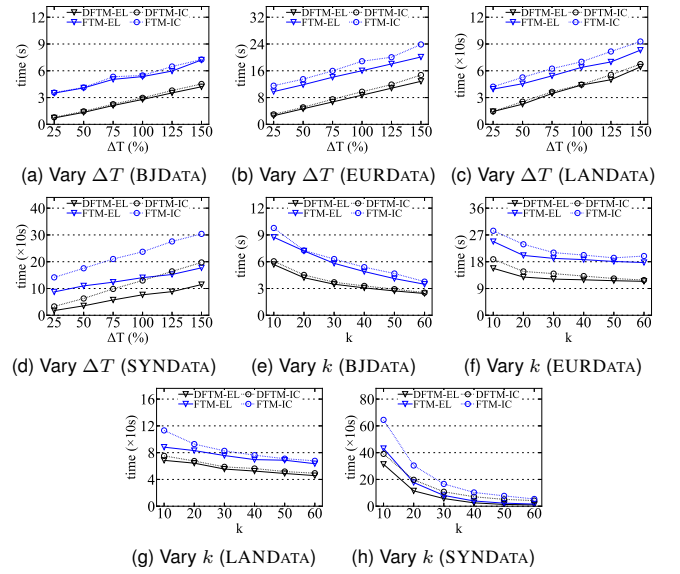 DFTM-EL DFTM-IC
FTM-EL FTM-IC
time (s)
12
9
6
3
0
25 50 75 100 125 150
ΔT (%)
(a) Vary ΔT (BJDATA)
DFTM-EL DFTM-IC
FTM-EL FTM-IC
time (s)
32
24
16
8
0
25 50 75 100 125 150
ΔT (%)
(b) Vary ΔT (EURDATA)
DFTM-EL DFTM-IC
FTM-EL FTM-IC
time (×10s)
12
9
6
3
0
25 50 75 100 125 150
ΔT (%)
(c) Vary ΔT (LANDATA)
DFTM-EL DFTM-IC
FTM-EL FTM-IC
time (×10s)
40
30
20
10
0
25 50 75 100 125 150
ΔT (%)
(d) Vary ΔT (SYNDATA)
DFTM-EL DFTM-IC
FTM-EL FTM-IC
time (s)
12
9
6
3
0
10 20 30 40 50 60
k
(e) Vary k (BJDATA)
DFTM-EL DFTM-IC
FTM-EL FTM-IC
time (s)
36
27
18
9
0
10 20 30 40 50 60
k
(f) Vary k (EURDATA)
DFTM-EL DFTM-IC
FTM-EL FTM-IC
time (×10s)
16
12
8
4
0
10 20 30 40 50 60
k
(g) Vary k (LANDATA)
DFTM-EL DFTM-IC
FTM-EL FTM-IC
time (×10s)
80
60
40
20
0
10 20 30 40 50 60
k
(h) Vary k (SYNDATA)